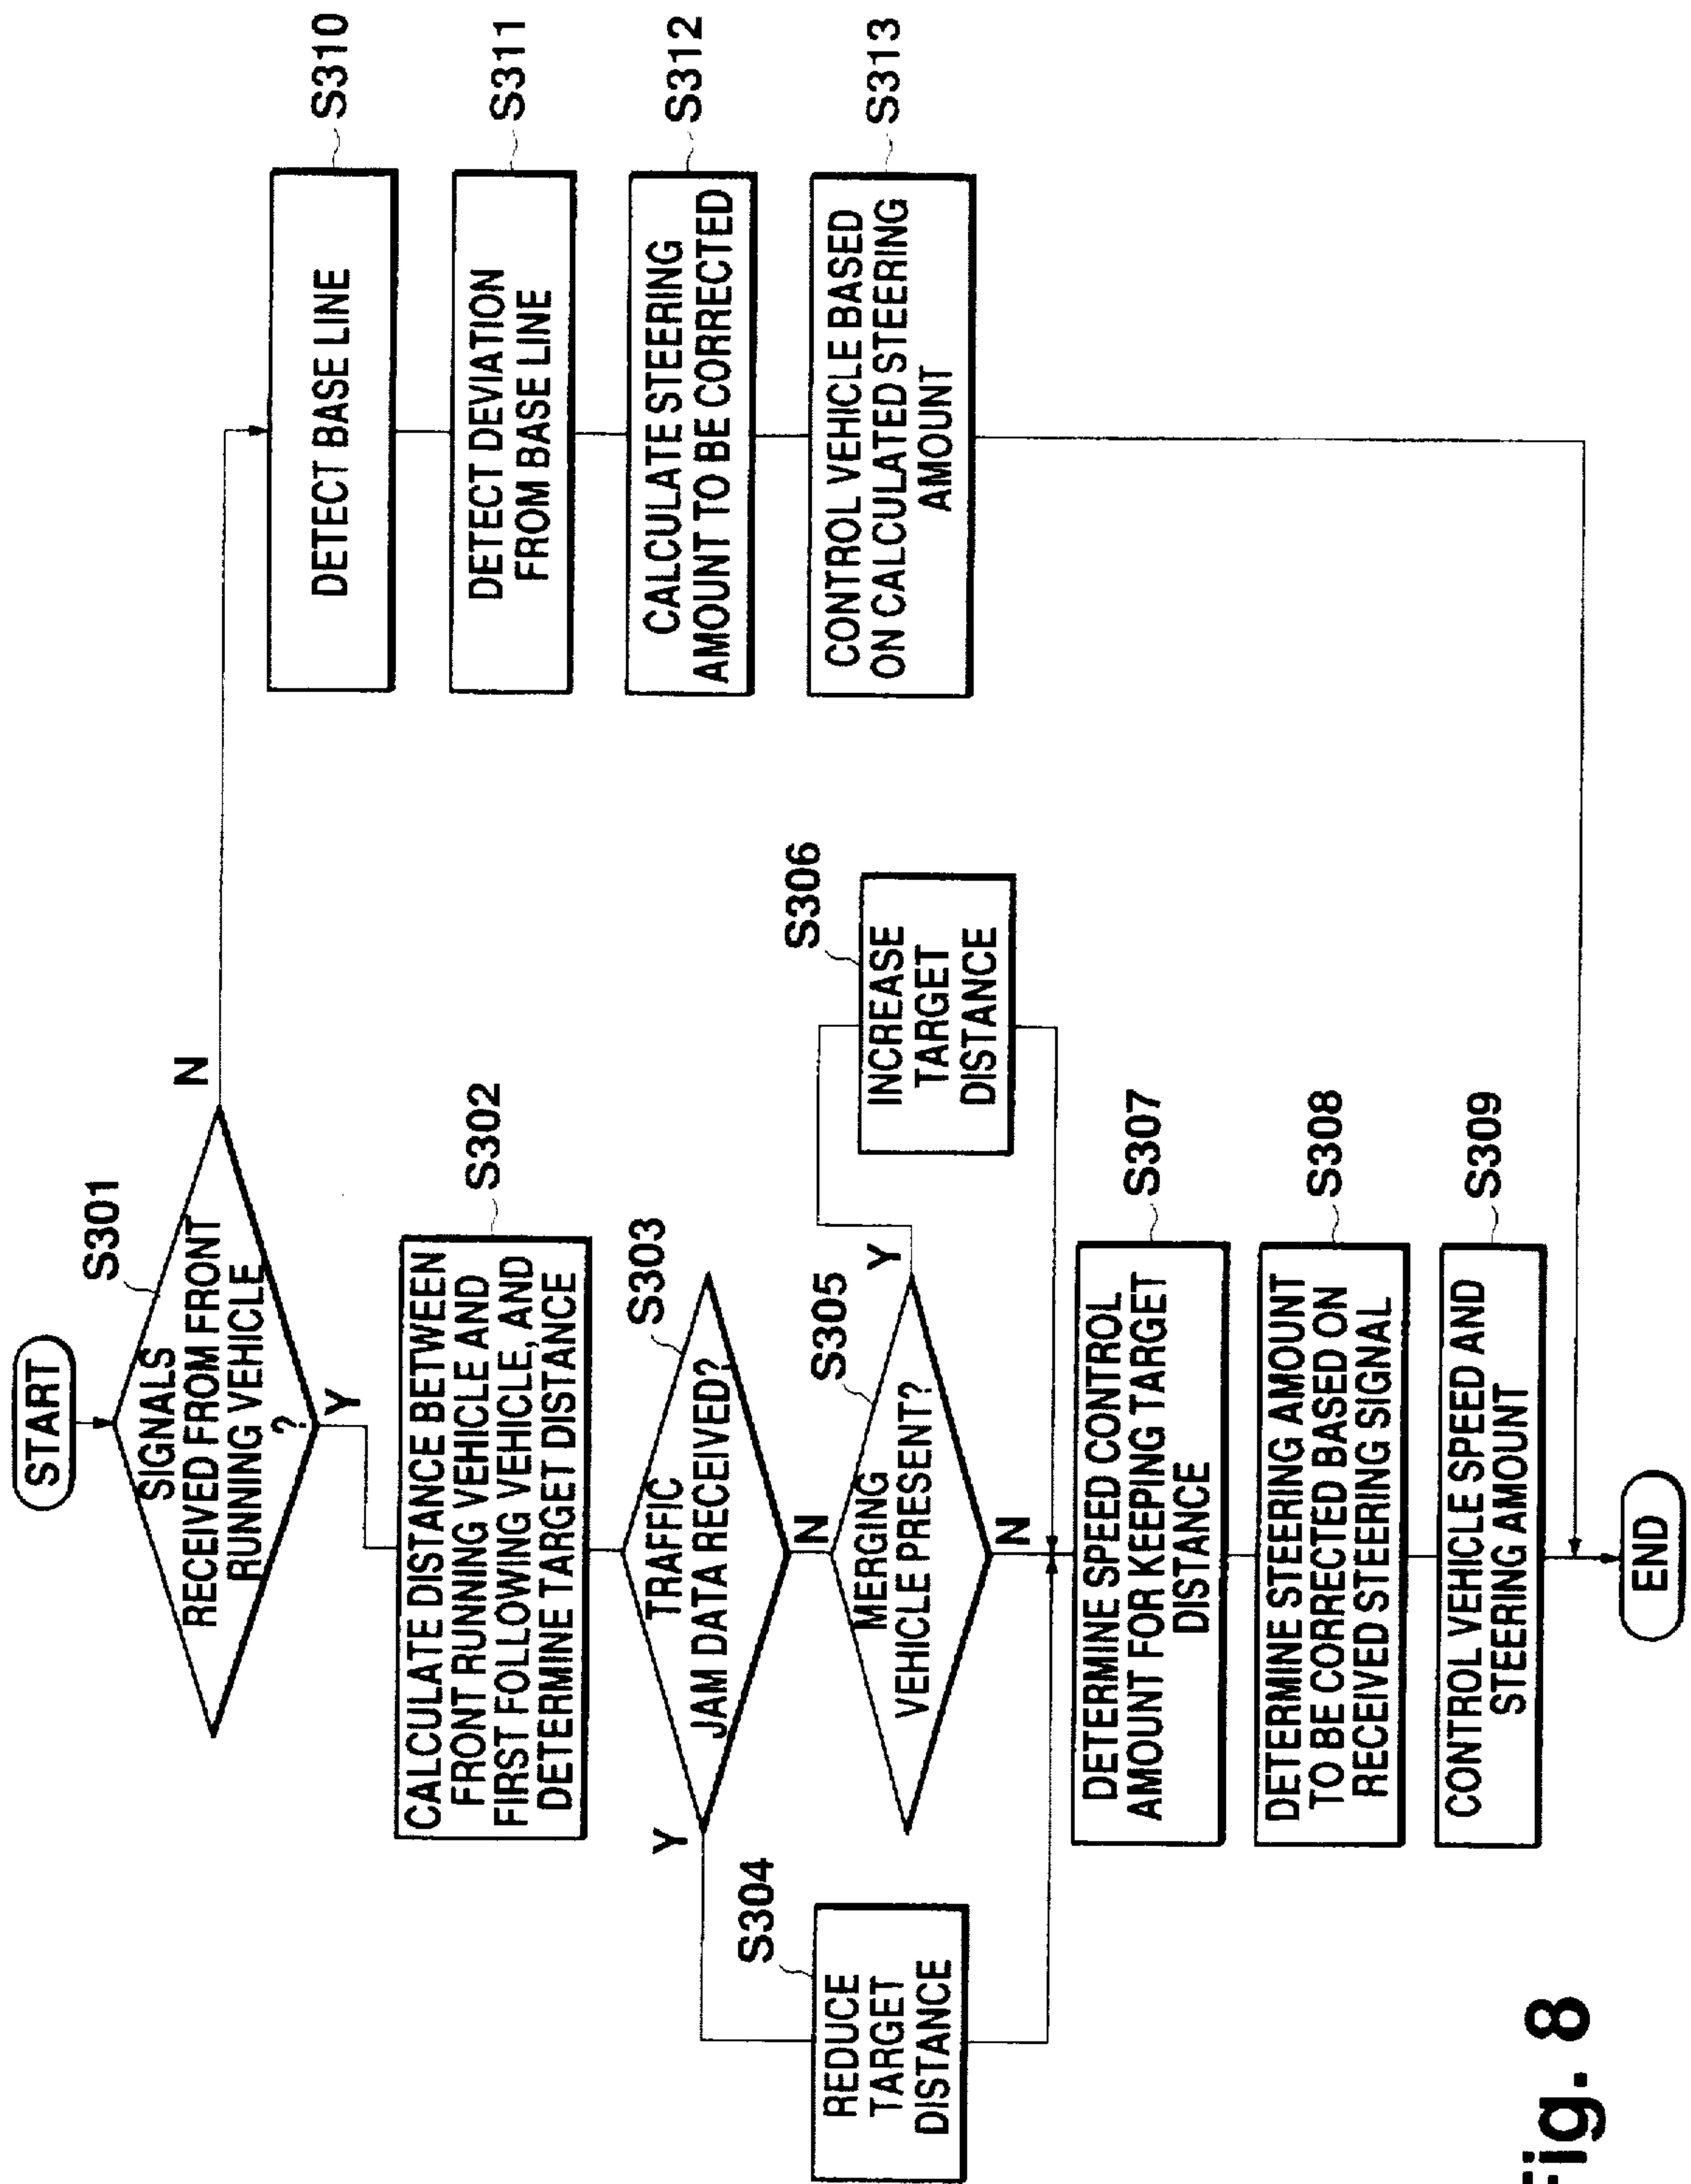 START
S301
SIGNALS
RECEIVED FROM FRONT
RUNNING VEHICLE
?
N
Y
S302
CALCULATE DISTANCE BETWEEN
FRONT RUNNING VEHICLE AND
FIRST FOLLOWING VEHICLE, AND
DETERMINE TARGET DISTANCE
S303
TRAFFIC
JAM DATA RECEIVED?
Y
N
S304
REDUCE
TARGET
DISTANCE
S305
MERGING
VEHICLE PRESENT?
Y
N
S306
INCREASE
TARGET
DISTANCE
S307
DETERMINE SPEED CONTROL
AMOUNT FOR KEEPING TARGET
DISTANCE
S308
DETERMINE STEERING AMOUNT
TO BE CORRECTED BASED ON
RECEIVED STEERING SIGNAL
S309
CONTROL VEHICLE SPEED AND
STEERING AMOUNT
S310
DETECT BASE LINE
S311
DETECT DEVIATION
FROM BASE LINE
S312
CALCULATE STEERING
AMOUNT TO BE CORRECTED
S313
CONTROL VEHICLE BASED
ON CALCULATED STEERING
AMOUNT
END
Fig. 8